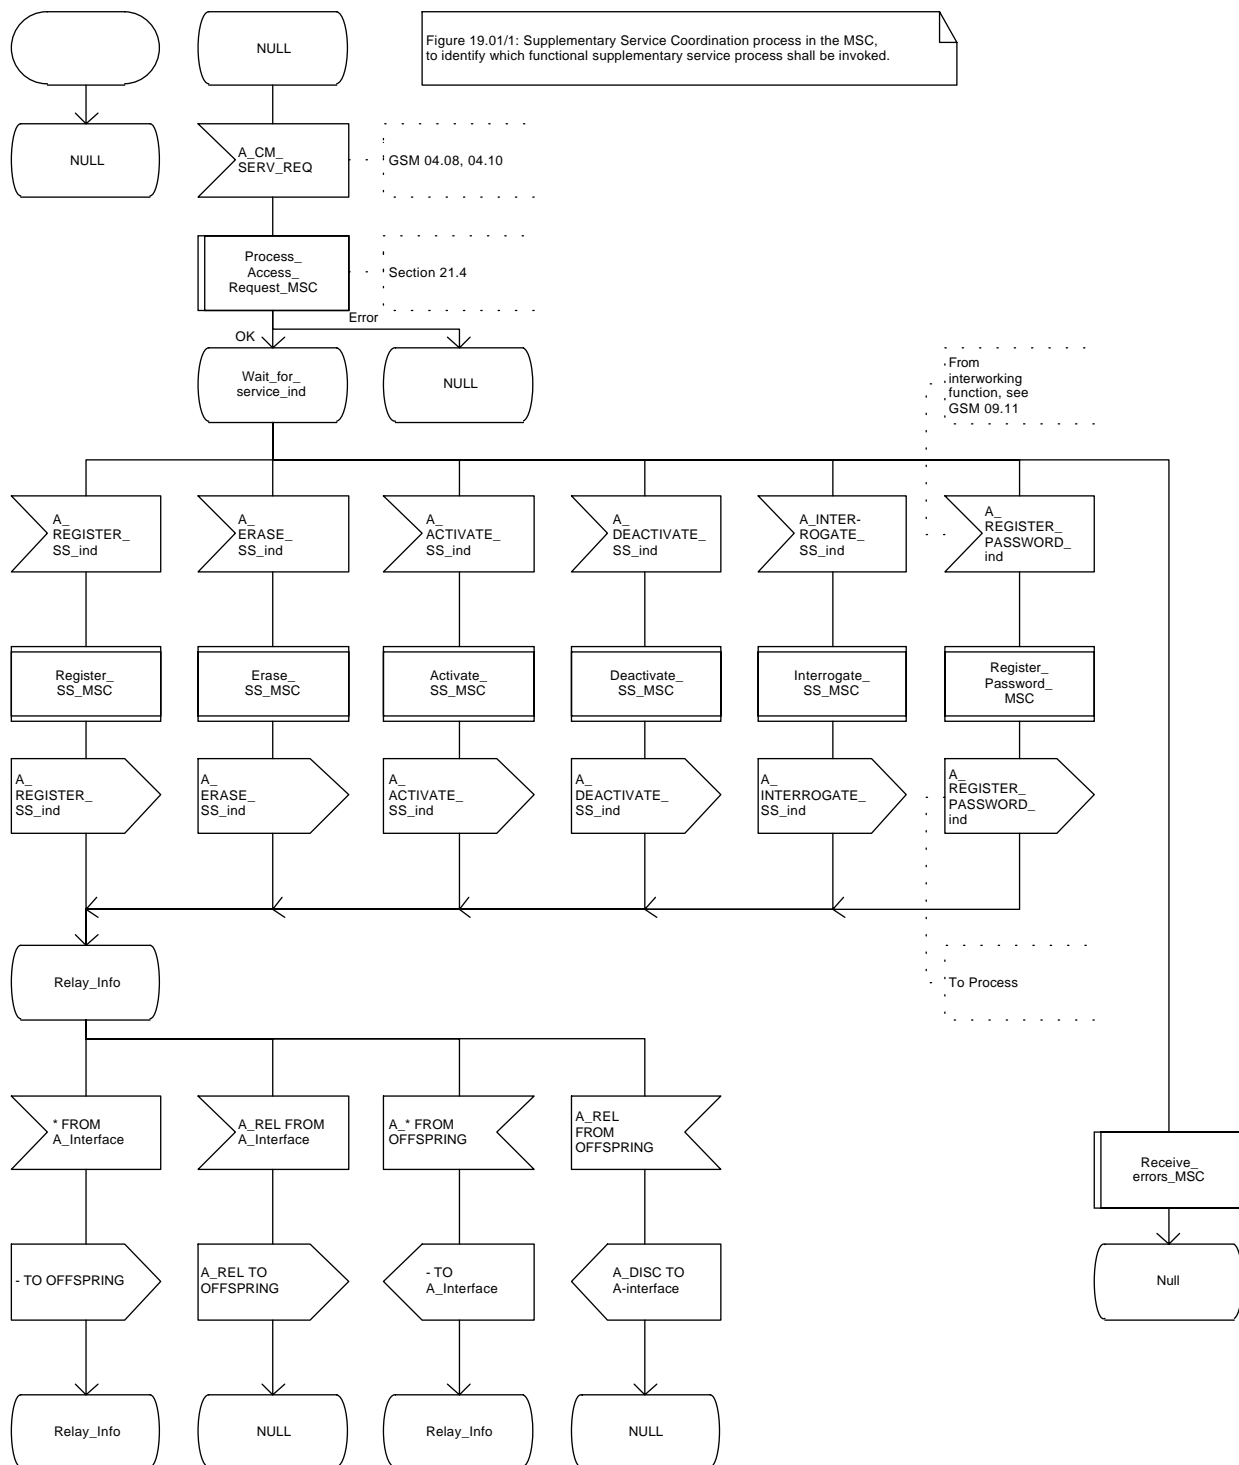 NULL
Figure 19.01/1: Supplementary Service Coordination process in the MSC,
to identify which functional supplementary service process shall be invoked.
NULL
A_CM_
SERV_REQ
GSM 04.08, 04.10
Process_
Access_
Request_MSC
Section 21.4
Error
OK
Wait_for_
service_ind
NULL
From
interworking
function, see
GSM 09.11
A_
REGISTER_
SS_ind
A_
ERASE_
SS_ind
A_
ACTIVATE_
SS_ind
A_
DEACTIVATE_
SS_ind
A_INTER-
ROGATE_
SS_ind
A_
REGISTER_
PASSWORD_
ind
Register_
SS_MSC
Erase_
SS_MSC
Activate_
SS_MSC
Deactivate_
SS_MSC
Interrogate_
SS_MSC
Register_
Password_
MSC
A_
REGISTER_
SS_ind
A_
ERASE_
SS_ind
A_
ACTIVATE_
SS_ind
A_
DEACTIVATE_
SS_ind
A_
INTERROGATE_
SS_ind
A_
REGISTER_
PASSWORD_
ind
Relay_Info
To Process
* FROM
A_Interface
A_REL FROM
A_Interface
A_* FROM
OFFSPRING
A_REL
FROM
OFFSPRING
Receive_
errors_MSC
- TO OFFSPRING
A_REL TO
OFFSPRING
- TO
A_Interface
A_DISC TO
A-interface
Null
Relay_Info
NULL
Relay_Info
NULL